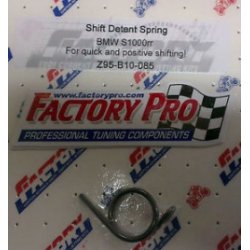 Shift Detent Spring
BMW S1000rr
For quick and positive shifting!
Z95-B10-085
www.factorypro.com
FACTORY PRO
PROFESSIONAL TUNING COMPONENTS